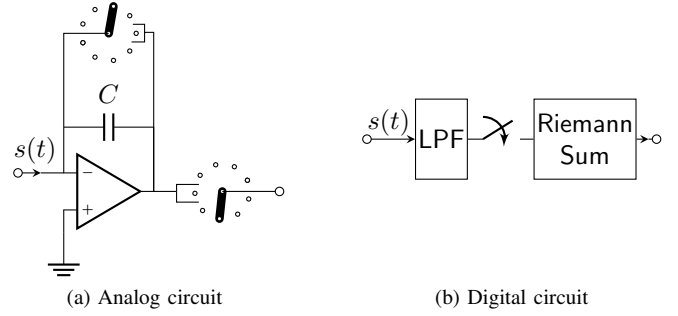 C
s(t)
−
+
(a) Analog circuit
s(t)
LPF
Riemann
Sum
(b) Digital circuit